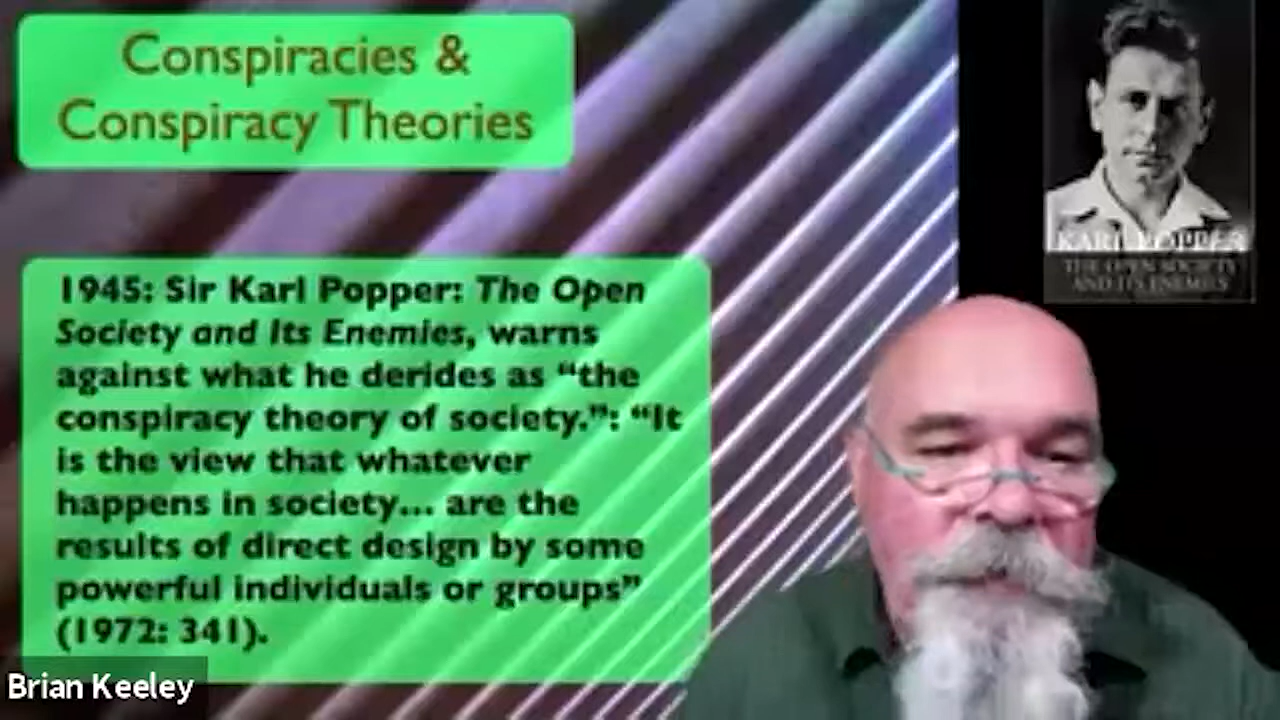 Conspiracies &
Conspiracy Theories
KARL POPPER
THE OPEN SOCIETY
AND ITS ENEMIES
1945: Sir Karl Popper: The Open
Society and Its Enemies, warns
against what he derides as “the
conspiracy theory of society.”: “It
is the view that whatever
happens in society... are the
results of direct design by some
powerful individuals or groups”
(1972: 341).
Brian Keeley